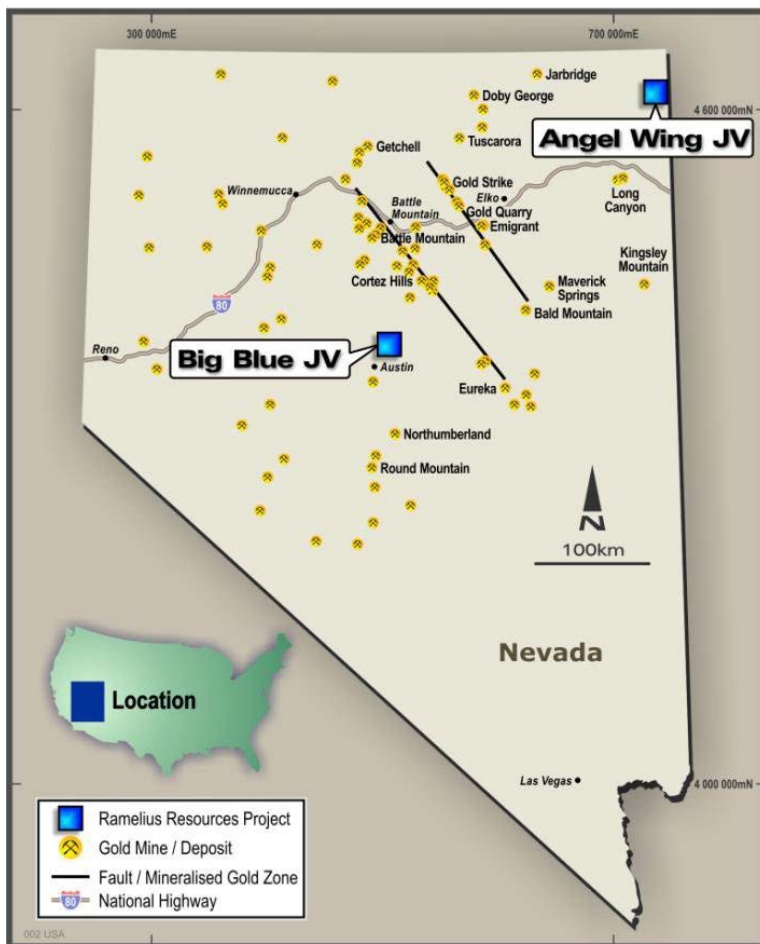 300 000mE
700 000mE
Jarbridge
Doby George
4 600 000mN
Angel Wing JV
Tuscarora
Getchell
Gold Strike
Winnemucca
Elko
Long
Canyon
Battle
Mountain
Gold Quarry
Emigrant
Battle Mountain
Kingsley
Mountain
Cortez Hills
Maverick
Springs
80
Bald Mountain
Reno
Big Blue JV
Austin
Eureka
Northumberland
Round Mountain
N
100km
Nevada
Location
Las Vegas
4 000 000mN
Ramelius Resources Project
Gold Mine / Deposit
Fault / Mineralised Gold Zone
80
National Highway
002 USA